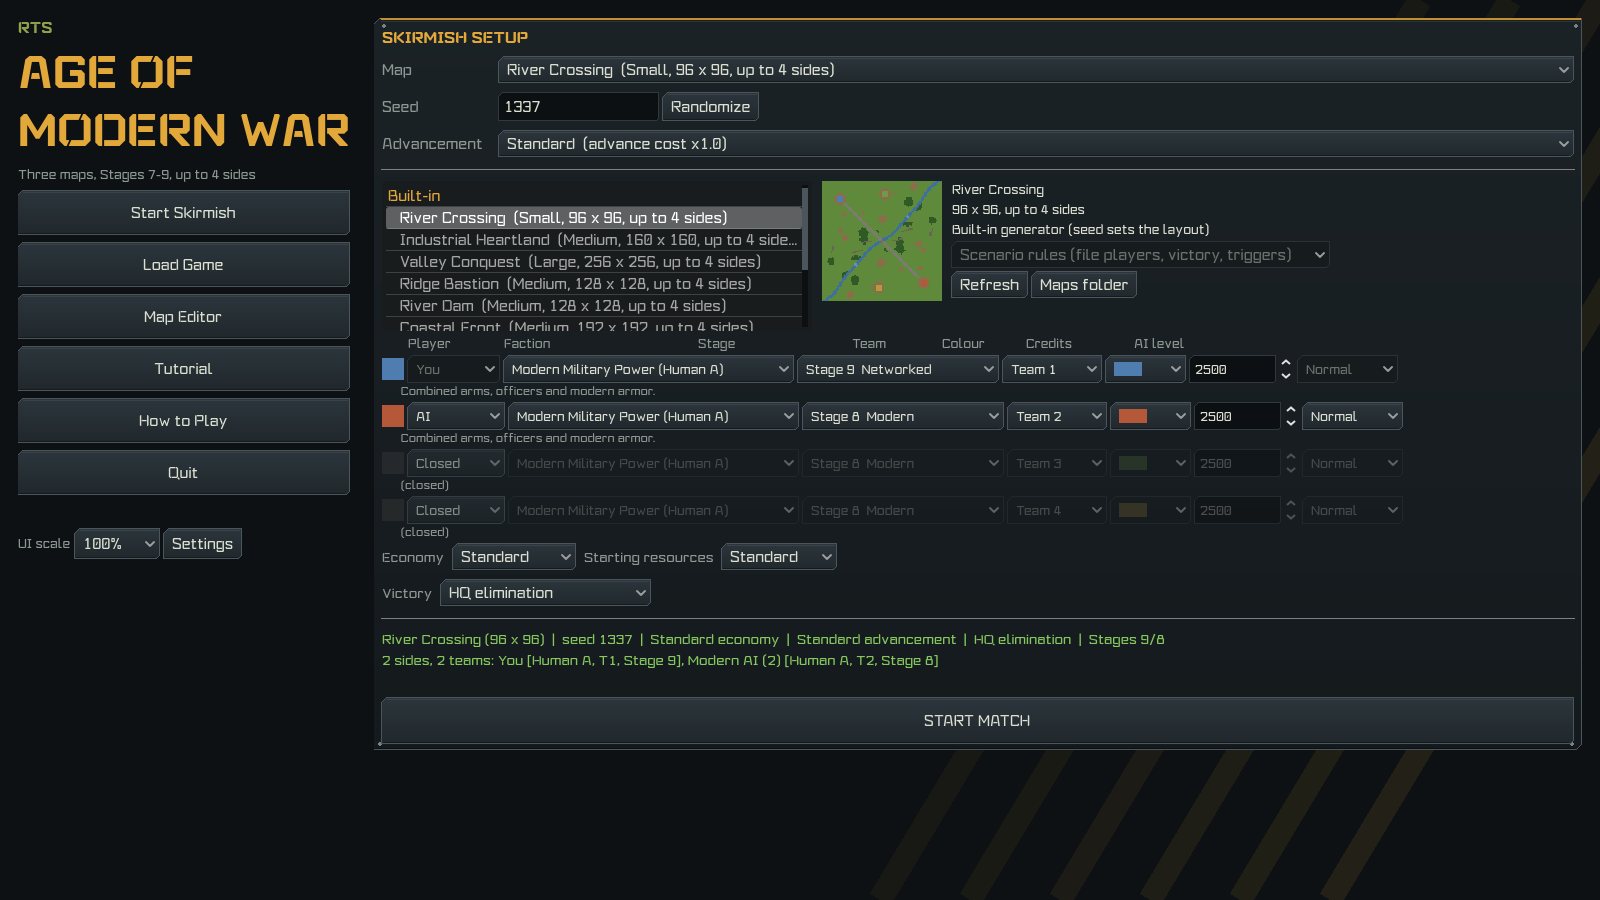 RTS
AGE OF
MODERN WAR
Three maps, Stages 7-9, up to 4 sides
Start Skirmish
Load Game
Map Editor
Tutorial
How to Play
Quit
UI scale 100% Settings
SKIRMISH SETUP
Map River Crossing (Small, 96 x 96, up to 4 sides)
Seed 1337 Randomize
Advancement Standard (advance cost x1.0)
Built-in
River Crossing (Small, 96 x 96, up to 4 sides)
Industrial Heartland (Medium, 160 x 160, up to 4 side...
Valley Conquest (Large, 256 x 256, up to 4 sides)
Ridge Bastion (Medium, 128 x 128, up to 4 sides)
River Dam (Medium, 128 x 128, up to 4 sides)
Coastal Front (Medium, 192 x 192, up to 4 sides)
River Crossing
96 x 96, up to 4 sides
Built-in generator (seed sets the layout)
Scenario rules (file players, victory, triggers)
Refresh Maps folder
Player Faction Stage Team Colour Credits AI level
You Modern Military Power (Human A) Stage 9 Networked Team 1 2500 Normal
Combined arms, officers and modern armor.
AI Modern Military Power (Human A) Stage 8 Modern Team 2 2500 Normal
Combined arms, officers and modern armor.
Closed Modern Military Power (Human A) Stage 8 Modern Team 3 2500 Normal
(closed)
Closed Modern Military Power (Human A) Stage 8 Modern Team 4 2500 Normal
(closed)
Economy Standard Starting resources Standard
Victory HQ elimination
River Crossing (96 x 96) | seed 1337 | Standard economy | Standard advancement | HQ elimination | Stages 9/8
2 sides, 2 teams: You [Human A, T1, Stage 9], Modern AI (2) [Human A, T2, Stage 8]
START MATCH